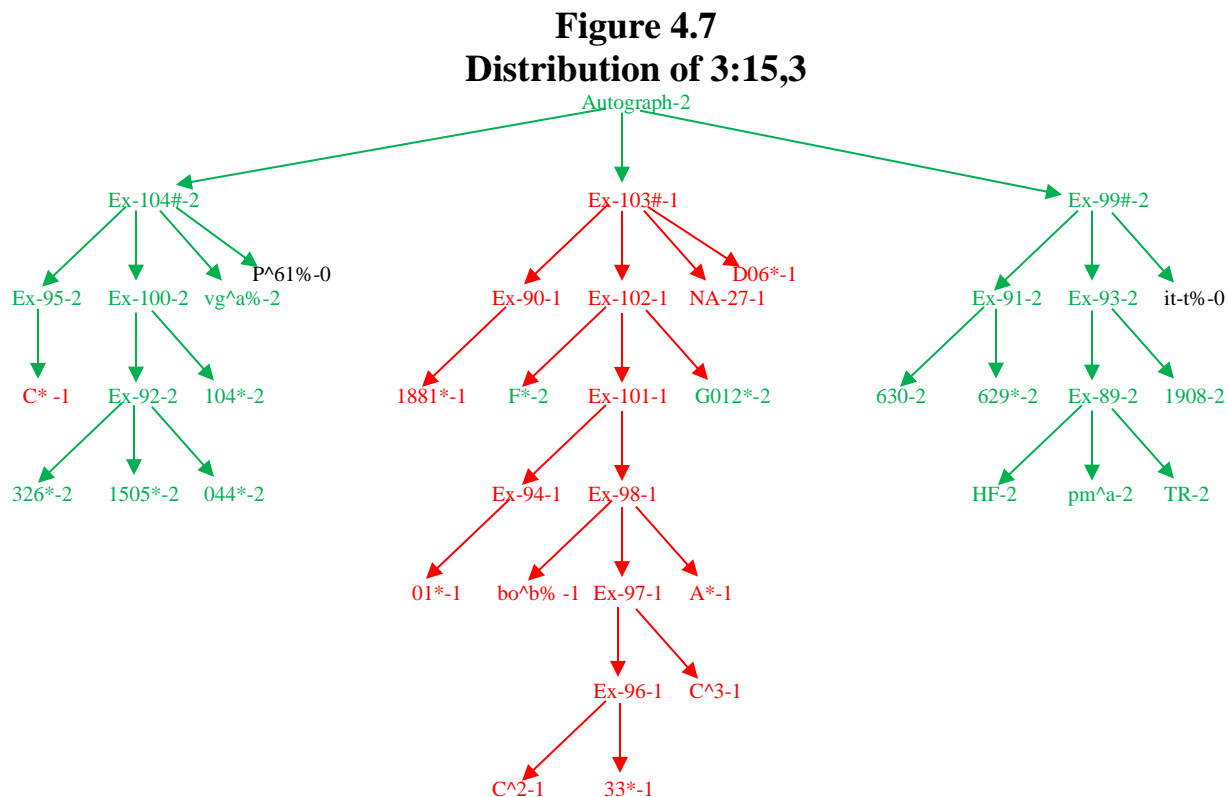 Figure 4.7
Distribution of 3:15,3
Autograph-2
Ex-104#-2 Ex-103#-1 Ex-99#-2
P^61%-0 D06*-1
Ex-95-2 Ex-100-2 vg^a%-2 Ex-90-1 Ex-102-1 NA-27-1 Ex-91-2 Ex-93-2 it-t%-0
C* -1 Ex-92-2 104*-2 1881*-1 F*-2 Ex-101-1 G012*-2 630-2 629*-2 Ex-89-2 1908-2
326*-2 1505*-2 044*-2 Ex-94-1 Ex-98-1 HF-2 pm^a-2 TR-2
01*-1 bo^b% -1 Ex-97-1 A*-1
Ex-96-1 C^3-1
C^2-1 33*-1